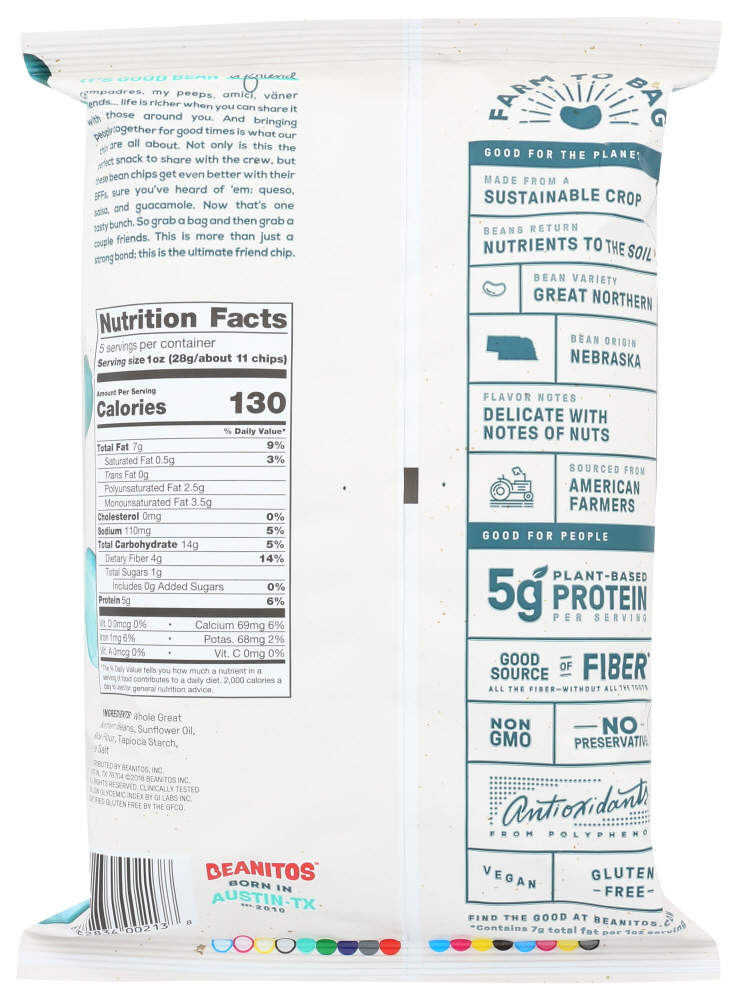 IT'S GOOD BEAN a friend
compadres, my peeps, amici, väner
ends... life is richer when you can share it
with those around you. And bringing
people together for good times is what our
are all about. Not only is this the
perfect snack to share with the crew, but
these bean chips get even better with their
BFFs, sure you've heard of 'em: queso,
salsa, and guacamole. Now that's one
tasty bunch. So grab a bag and then grab a
couple friends. This is more than just a
strong bond; this is the ultimate friend chip.
Nutrition Facts
5 servings per container
Serving size 1oz (28g/about 11 chips)
Amount Per Serving
Calories 130
% Daily Value*
Total Fat 7g 9%
Saturated Fat 0.5g 3%
Trans Fat 0g
Polyunsaturated Fat 2.5g
Monounsaturated Fat 3.5g
Cholesterol 0mg 0%
Sodium 110mg 5%
Total Carbohydrate 14g 5%
Dietary Fiber 4g 14%
Total Sugars 1g
Includes 0g Added Sugars 0%
Protein 5g 6%
Vit. D 0mcg 0% • Calcium 69mg 6%
Iron 1mg 6% • Potas. 68mg 2%
Vit. A 0mcg 0% • Vit. C 0mg 0%
*The % Daily Value tells you how much a nutrient in a
serving of food contributes to a daily diet. 2,000 calories a
day is used for general nutrition advice.
INGREDIENTS: Whole Great
Northern Beans, Sunflower Oil,
Flour, Tapioca Starch,
Salt
DISTRIBUTED BY BEANITOS, INC.
AUSTIN, TX 78704 ©2018 BEANITOS INC.
RIGHTS RESERVED. CLINICALLY TESTED
LOW GLYCEMIC INDEX BY GI LABS INC.
CERTIFIED GLUTEN FREE BY THE GFCO.
00213 8
BEANITOS™
BORN IN
AUSTIN-TX
EST. 2010
FARM TO BAG
GOOD FOR THE PLANET
MADE FROM A
SUSTAINABLE CROP
BEANS RETURN
NUTRIENTS TO THE SOIL
BEAN VARIETY
GREAT NORTHERN
BEAN ORIGIN
NEBRASKA
FLAVOR NOTES
DELICATE WITH
NOTES OF NUTS
SOURCED FROM
AMERICAN
FARMERS
GOOD FOR PEOPLE
5g PLANT-BASED
PROTEIN
PER SERVING
GOOD
SOURCE OF FIBER*
ALL THE FIBER—WITHOUT ALL THE TOOTS
NON
GMO
—NO—
PRESERVATIV
Antioxidants
FROM POLYPHENO
VEGAN
GLUTEN
-FREE-
FIND THE GOOD AT BEANITOS.C
*Contains 7g total fat per 1oz serving